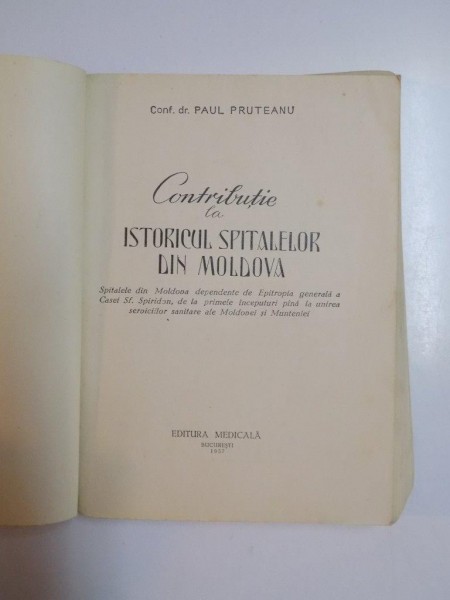 Conf. dr. PAUL PRUTEANU
Contribuție
la
ISTORICUL SPITALELOR
DIN MOLDOVA
Spitalele din Moldova dependente de Epitropia generală a
Casei Sf. Spiridon, de la primele începuturi pînă la unirea
serviciilor sanitare ale Moldovei și Munteniei
EDITURA MEDICALĂ
BUCUREȘTI
1957